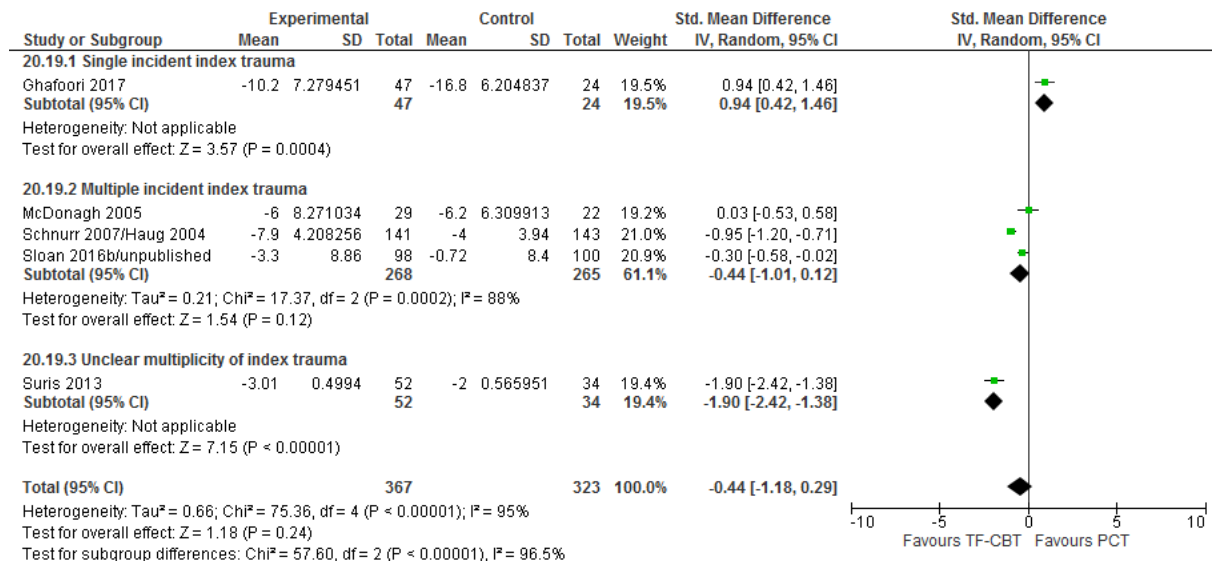 Experimental Control Std. Mean Difference Std. Mean Difference
Study or Subgroup Mean SD Total Mean SD Total Weight IV, Random, 95% CI IV, Random, 95% CI
20.19.1 Single incident index trauma
Ghafoori 2017 -10.2 7.279451 47 -16.8 6.204837 24 19.5% 0.94 [0.42, 1.46]
Subtotal (95% CI) 47 24 19.5% 0.94 [0.42, 1.46]
Heterogeneity: Not applicable
Test for overall effect: Z = 3.57 (P = 0.0004)
20.19.2 Multiple incident index trauma
McDonagh 2005 -6 8.271034 29 -6.2 6.309913 22 19.2% 0.03 [-0.53, 0.58]
Schnurr 2007/Haug 2004 -7.9 4.208256 141 -4 3.94 143 21.0% -0.95 [-1.20, -0.71]
Sloan 2016b/unpublished -3.3 8.86 98 -0.72 8.4 100 20.9% -0.30 [-0.58, -0.02]
Subtotal (95% CI) 268 265 61.1% -0.44 [-1.01, 0.12]
Heterogeneity: Tau² = 0.21; Chi² = 17.37, df = 2 (P = 0.0002); I² = 88%
Test for overall effect: Z = 1.54 (P = 0.12)
20.19.3 Unclear multiplicity of index trauma
Suris 2013 -3.01 0.4994 52 -2 0.565951 34 19.4% -1.90 [-2.42, -1.38]
Subtotal (95% CI) 52 34 19.4% -1.90 [-2.42, -1.38]
Heterogeneity: Not applicable
Test for overall effect: Z = 7.15 (P < 0.00001)
Total (95% CI) 367 323 100.0% -0.44 [-1.18, 0.29]
Heterogeneity: Tau² = 0.66; Chi² = 75.36, df = 4 (P < 0.00001); I² = 95%
Test for overall effect: Z = 1.18 (P = 0.24)
Test for subgroup differences: Chi² = 57.60, df = 2 (P < 0.00001), I² = 96.5%
-10 -5 0 5 10
Favours TF-CBT Favours PCT